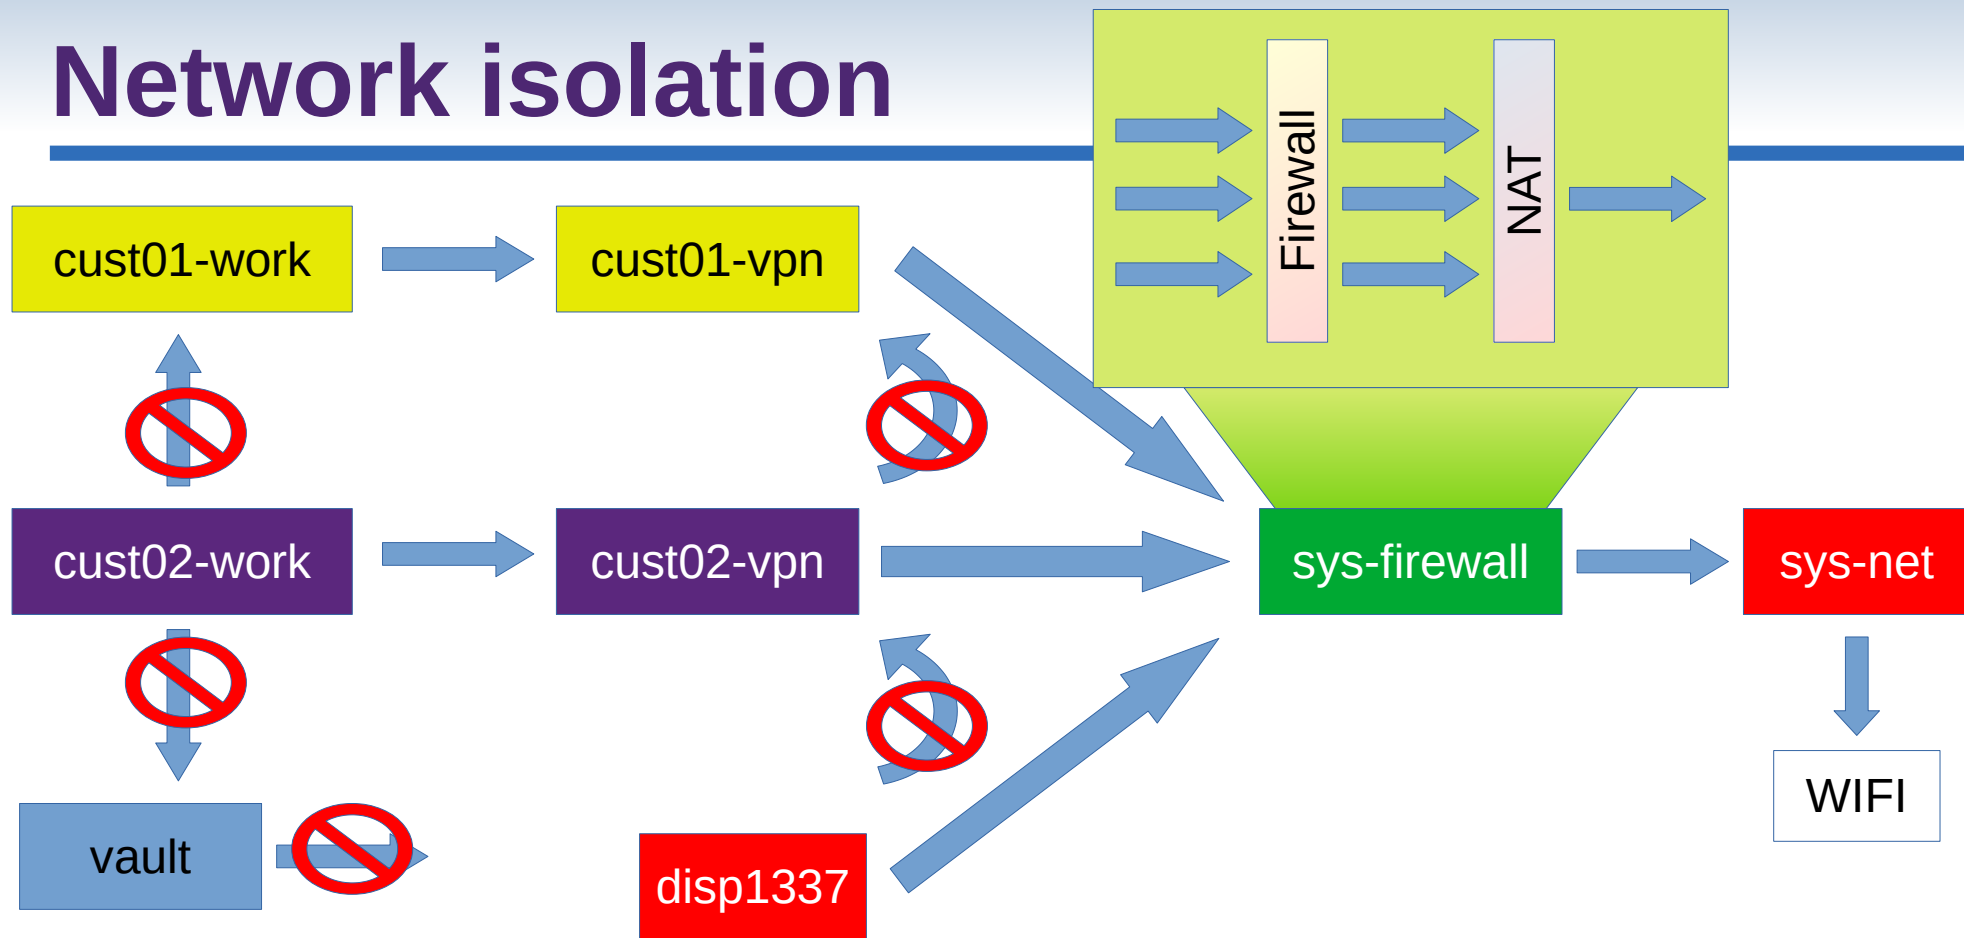 Network isolation
Firewall
NAT
cust01-work
cust01-vpn
cust02-work
cust02-vpn
sys-firewall
sys-net
WIFI
vault
disp1337